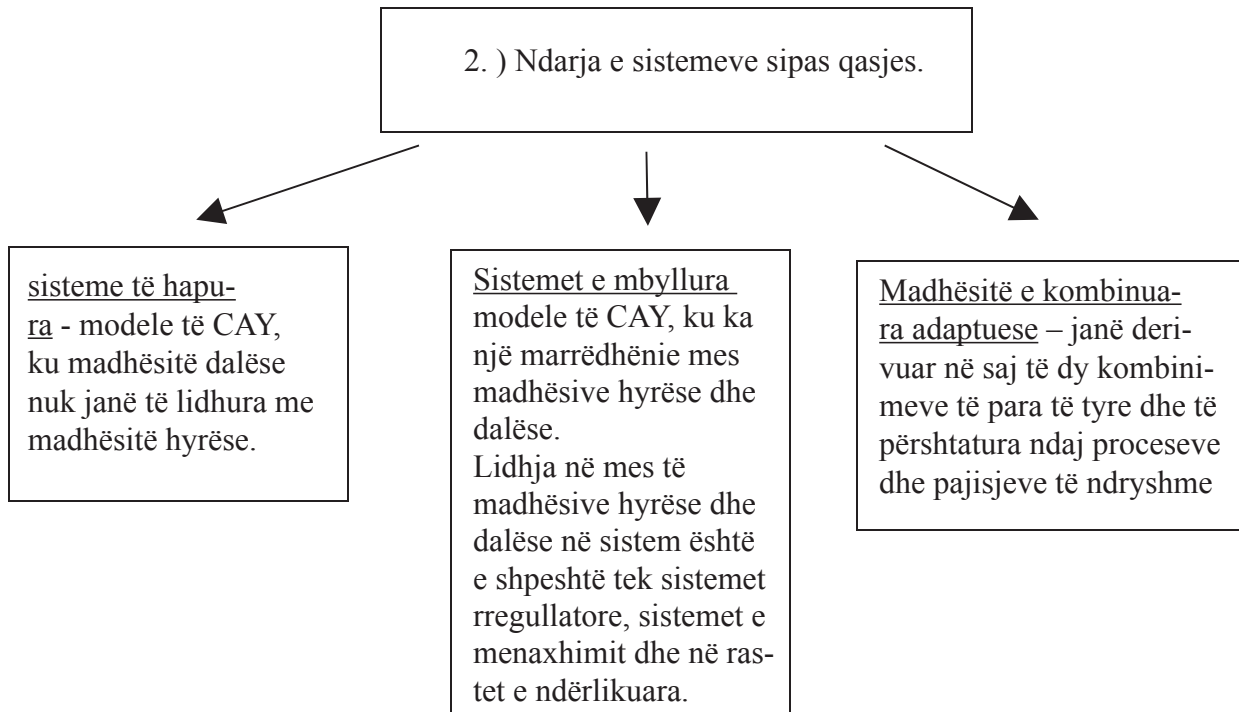 2. ) Ndarja e sistemeve sipas qasjes.
sisteme të hapu-
ra - modele të CAY,
ku madhësitë dalëse
nuk janë të lidhura me
madhësitë hyrëse.
Sistemet e mbyllura
modele të CAY, ku ka
një marrëdhënie mes
madhësive hyrëse dhe
dalëse.
Lidhja në mes të
madhësive hyrëse dhe
dalëse në sistem është
e shpeshtë tek sistemet
rregullatore, sistemet e
menaxhimit dhe në ras-
tet e ndërlikuara.
Madhësitë e kombinua-
ra adaptuese – janë deri-
vuar në saj të dy kombini-
meve të para të tyre dhe të
përshtatura ndaj proceseve
dhe pajisjeve të ndryshme